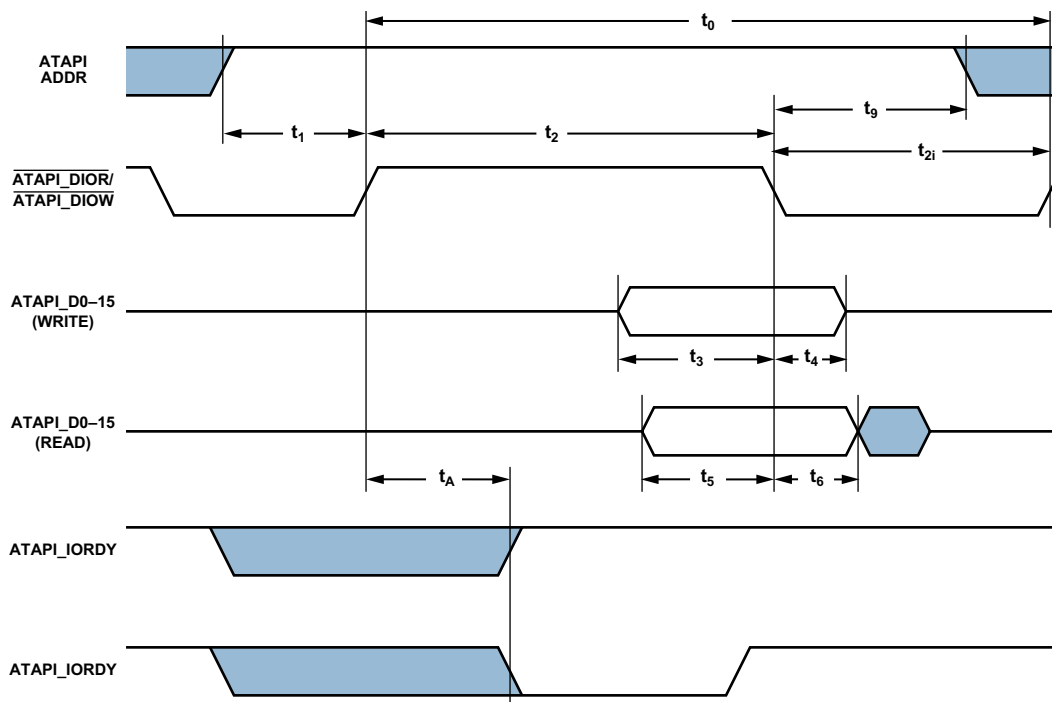 t0
ATAPI
ADDR
t9
t1
t2
t2i
ATAPI_DIOR/
ATAPI_DIOW
ATAPI_D0–15
(WRITE)
t3
t4
ATAPI_D0–15
(READ)
tA
t5
t6
ATAPI_IORDY
ATAPI_IORDY